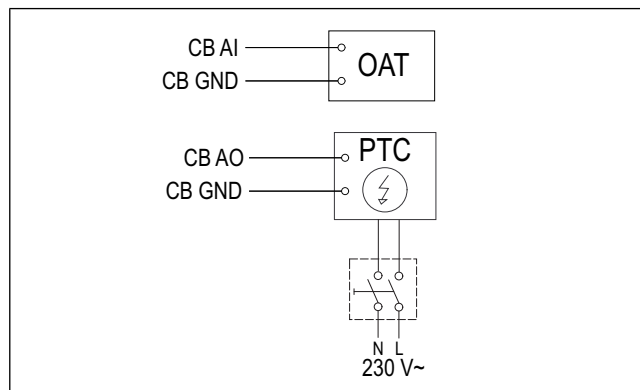 CB AI
OAT
CB GND
CB AO
PTC
CB GND
N L
230 V~